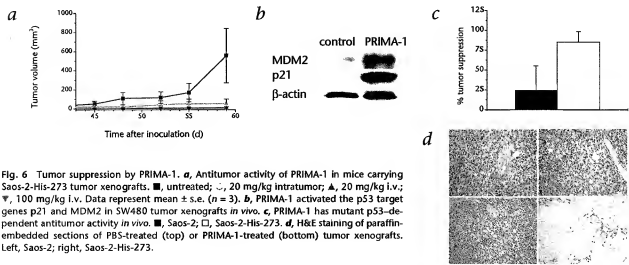 a
1000
800
600
400
200
0
Tumor volume (mm³)
45 50 55 60
Time after inoculation (d)
b
control PRIMA-1
MDM2
p21
β-actin
c
125
100
75
50
25
0
% tumor suppression
d
Fig. 6 Tumor suppression by PRIMA-1. a, Antitumor activity of PRIMA-1 in mice carrying
Saos-2-His-273 tumor xenografts. ■, untreated; ○, 20 mg/kg intratumor; ▲, 20 mg/kg i.v.;
▼, 100 mg/kg i.v. Data represent mean ± s.e. (n = 3). b, PRIMA-1 activated the p53 target
genes p21 and MDM2 in SW480 tumor xenografts in vivo. c, PRIMA-1 has mutant p53–de-
pendent antitumor activity in vivo. ■, Saos-2; □, Saos-2-His-273. d, H&E staining of paraffin-
embedded sections of PBS-treated (top) or PRIMA-1-treated (bottom) tumor xenografts.
Left, Saos-2; right, Saos-2-His-273.